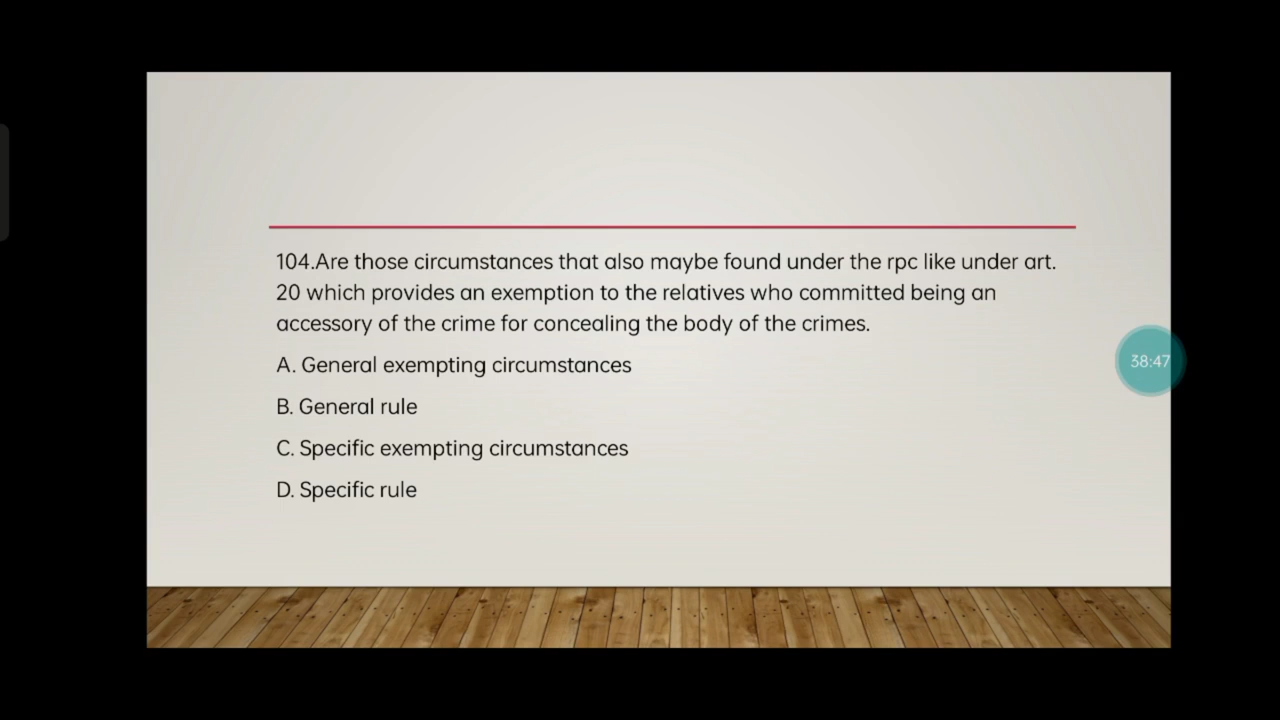 104.Are those circumstances that also maybe found under the rpc like under art.
20 which provides an exemption to the relatives who committed being an
accessory of the crime for concealing the body of the crimes.
A. General exempting circumstances
B. General rule
C. Specific exempting circumstances
D. Specific rule
38:47